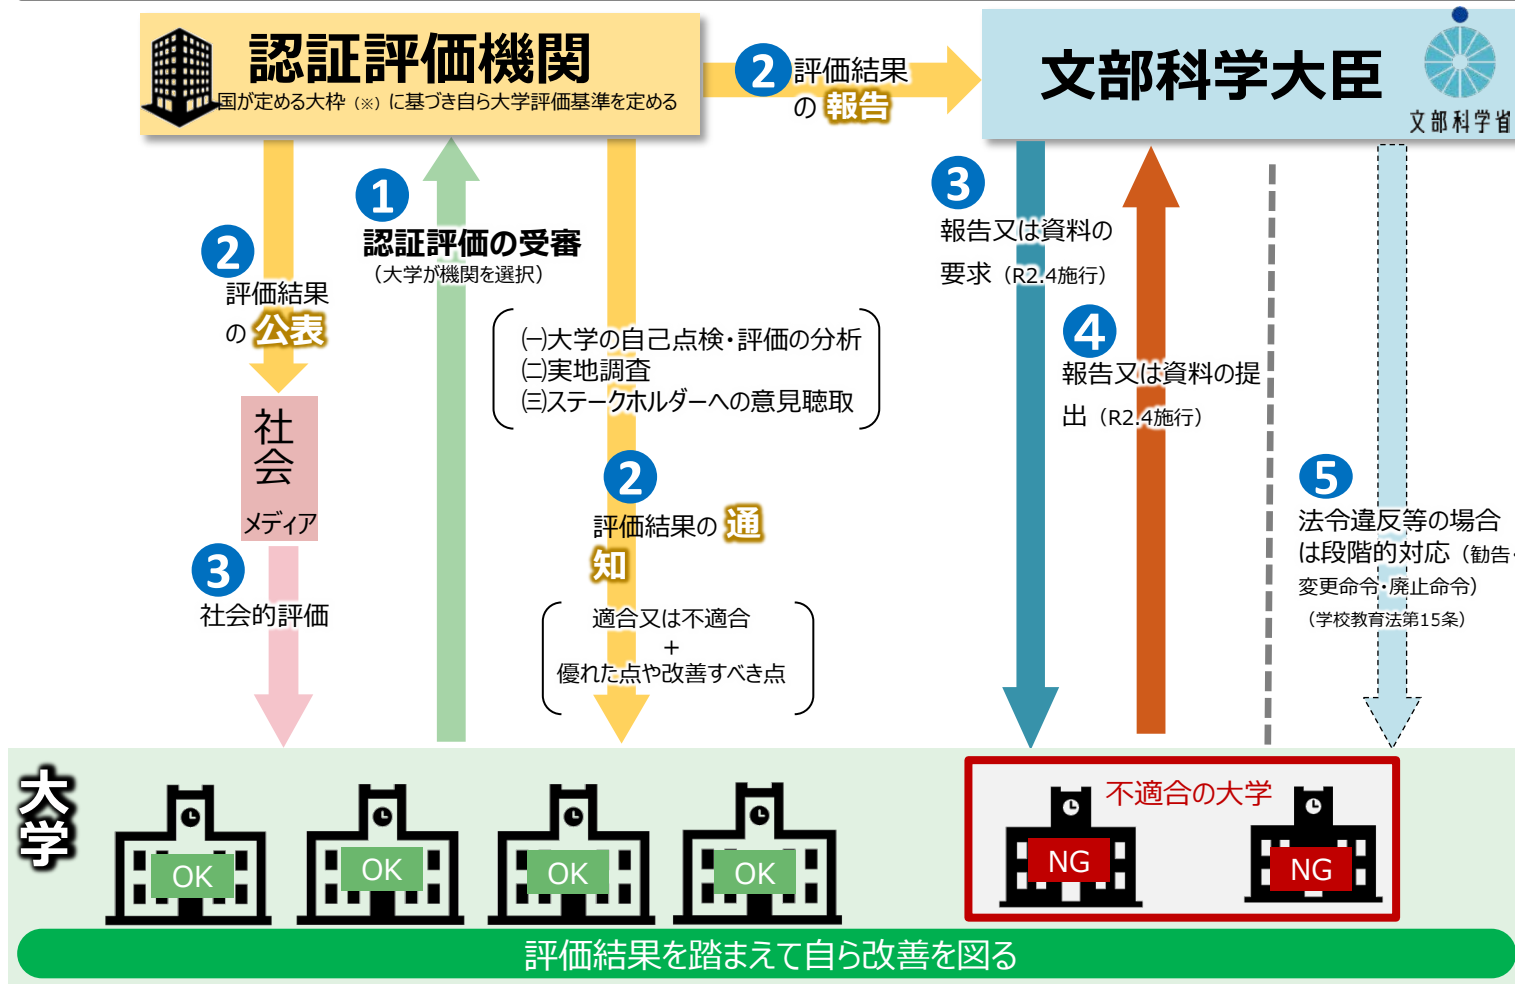 認証評価機関
国が定める大枠（※）に基づき自ら大学評価基準を定める
2 評価結果
の 報告
文部科学大臣
文部科学省
1
認証評価の受審
（大学が機関を選択）
2
評価結果
の 公表
社会
メディア
3
社会的評価
㈠大学の自己点検・評価の分析
㈡実地調査
㈢ステークホルダーへの意見聴取
2
評価結果の 通
知
適合又は不適合
+
優れた点や改善すべき点
3
報告又は資料の
要求（R2.4施行）
4
報告又は資料の提
出（R2.4施行）
5
法令違反等の場合
は段階的対応（勧告・
変更命令・廃止命令）
（学校教育法第15条）
大学
OK
OK
OK
OK
不適合の大学
NG
NG
評価結果を踏まえて自ら改善を図る